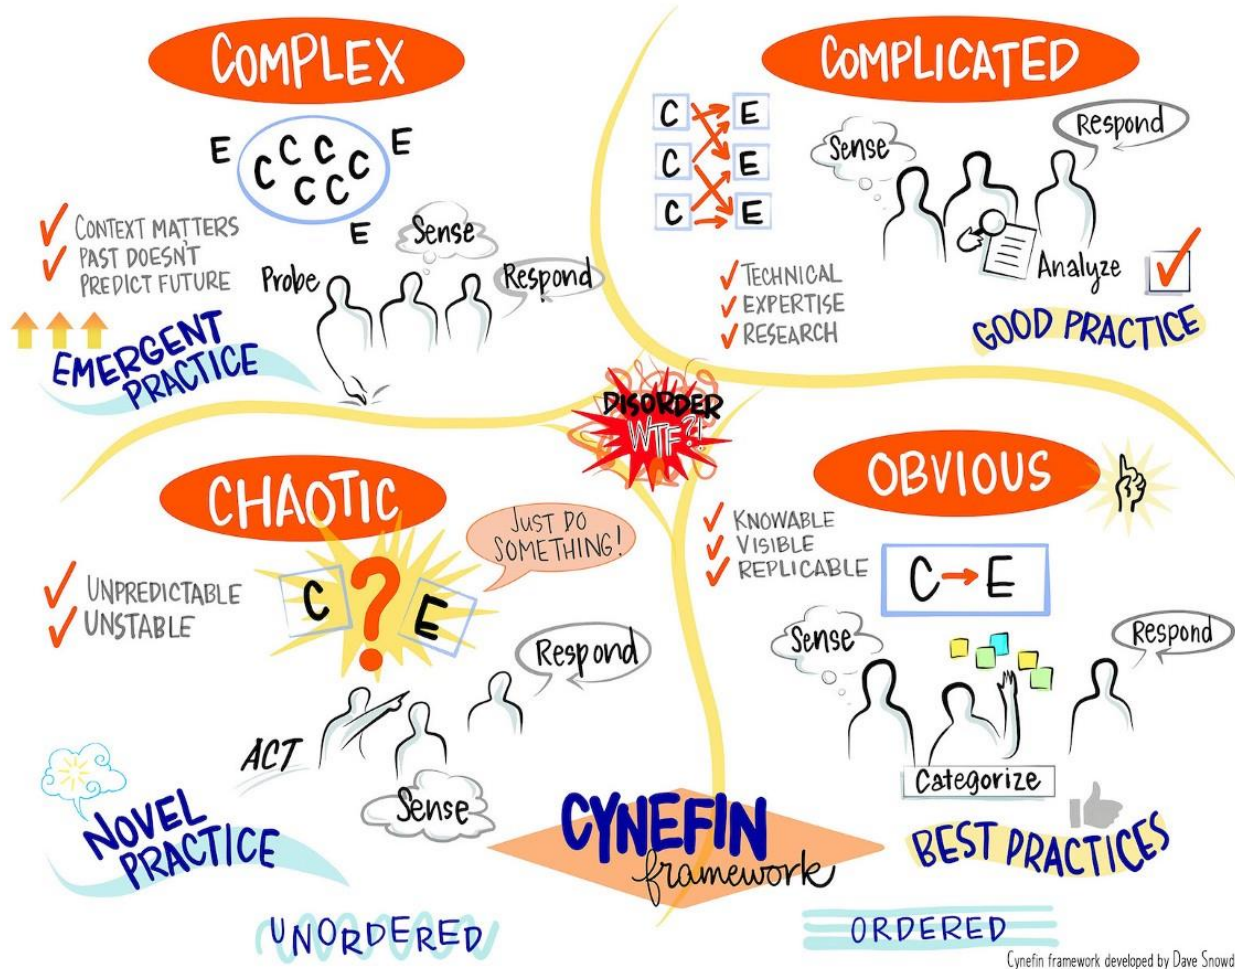 COMPLEX
E
C C C
C C
C C
E
E
CONTEXT MATTERS
PAST DOESN'T
PREDICT FUTURE
Probe
Sense
Respond
EMERGENT
PRACTICE
COMPLICATED
C E
C E
C E
Sense
Respond
Analyze
TECHNICAL
EXPERTISE
RESEARCH
GOOD PRACTICE
DISORDER
WTF?!
CHAOTIC
JUST DO
SOMETHING!
C ? E
UNPREDICTABLE
UNSTABLE
ACT
Sense
Respond
NOVEL
PRACTICE
OBVIOUS
KNOWABLE
VISIBLE
REPLICABLE
C → E
Sense
Respond
Categorize
BEST PRACTICES
CYNEFIN
framework
UNORDERED
ORDERED
Cynefin framework developed by Dave Snowd